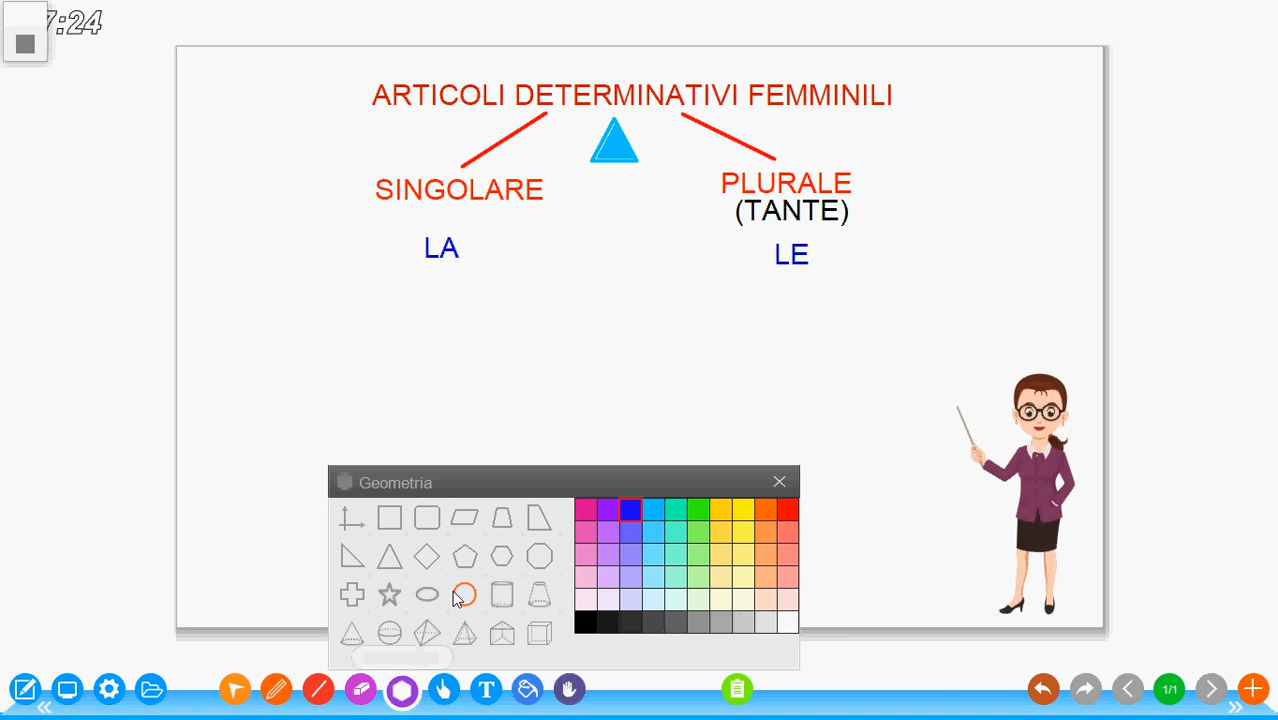 7:24
ARTICOLI DETERMINATIVI FEMMINILI
SINGOLARE
PLURALE
(TANTE)
LA
LE
Geometria
T
1/1